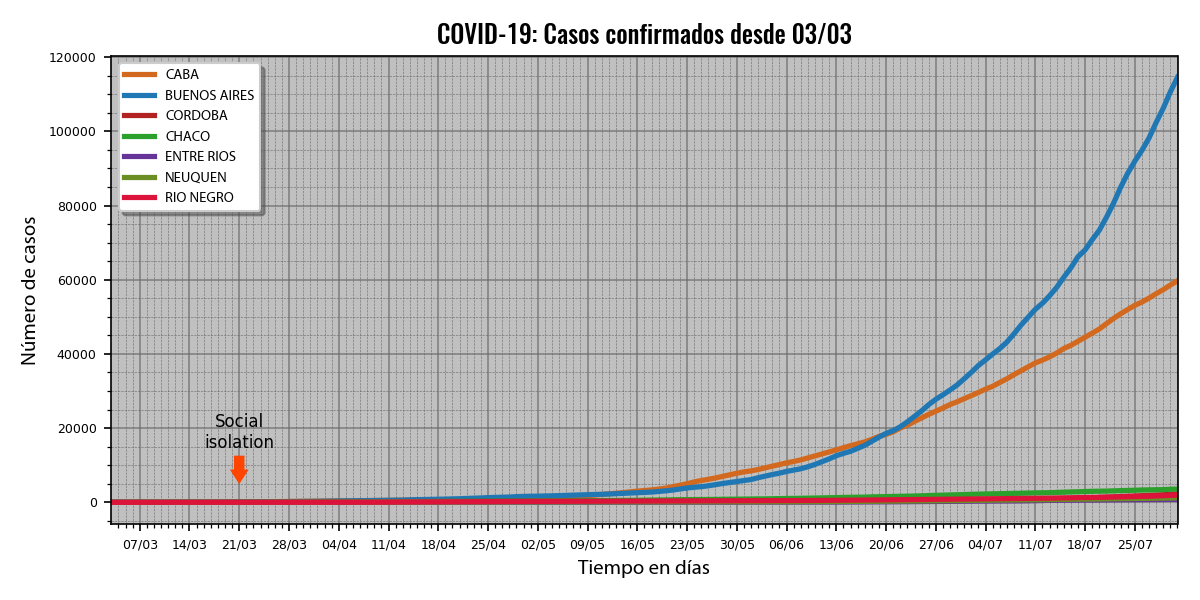 COVID-19: Casos confirmados desde 03/03
120000
100000
80000
60000
40000
20000
0
Número de casos
CABA
BUENOS AIRES
CORDOBA
CHACO
ENTRE RIOS
NEUQUEN
RIO NEGRO
Social
isolation
07/03 14/03 21/03 28/03 04/04 11/04 18/04 25/04 02/05 09/05 16/05 23/05 30/05 06/06 13/06 20/06 27/06 04/07 11/07 18/07 25/07
Tiempo en días